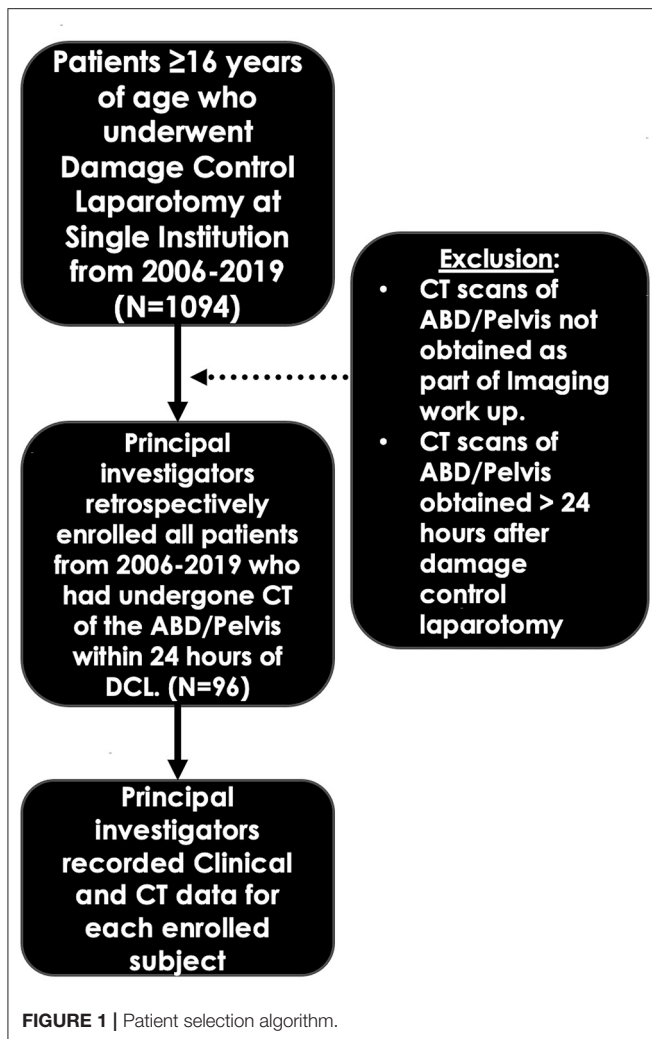 Patients ≥16 years
of age who
underwent
Damage Control
Laparotomy at
Single Institution
from 2006-2019
(N=1094)
Exclusion:
• CT scans of
ABD/Pelvis not
obtained as
part of Imaging
work up.
• CT scans of
ABD/Pelvis
obtained > 24
hours after
damage
control
laparotomy
Principal
investigators
retrospectively
enrolled all patients
from 2006-2019 who
had undergone CT
of the ABD/Pelvis
within 24 hours of
DCL. (N=96)
Principal
investigators
recorded Clinical
and CT data for
each enrolled
subject
FIGURE 1 | Patient selection algorithm.